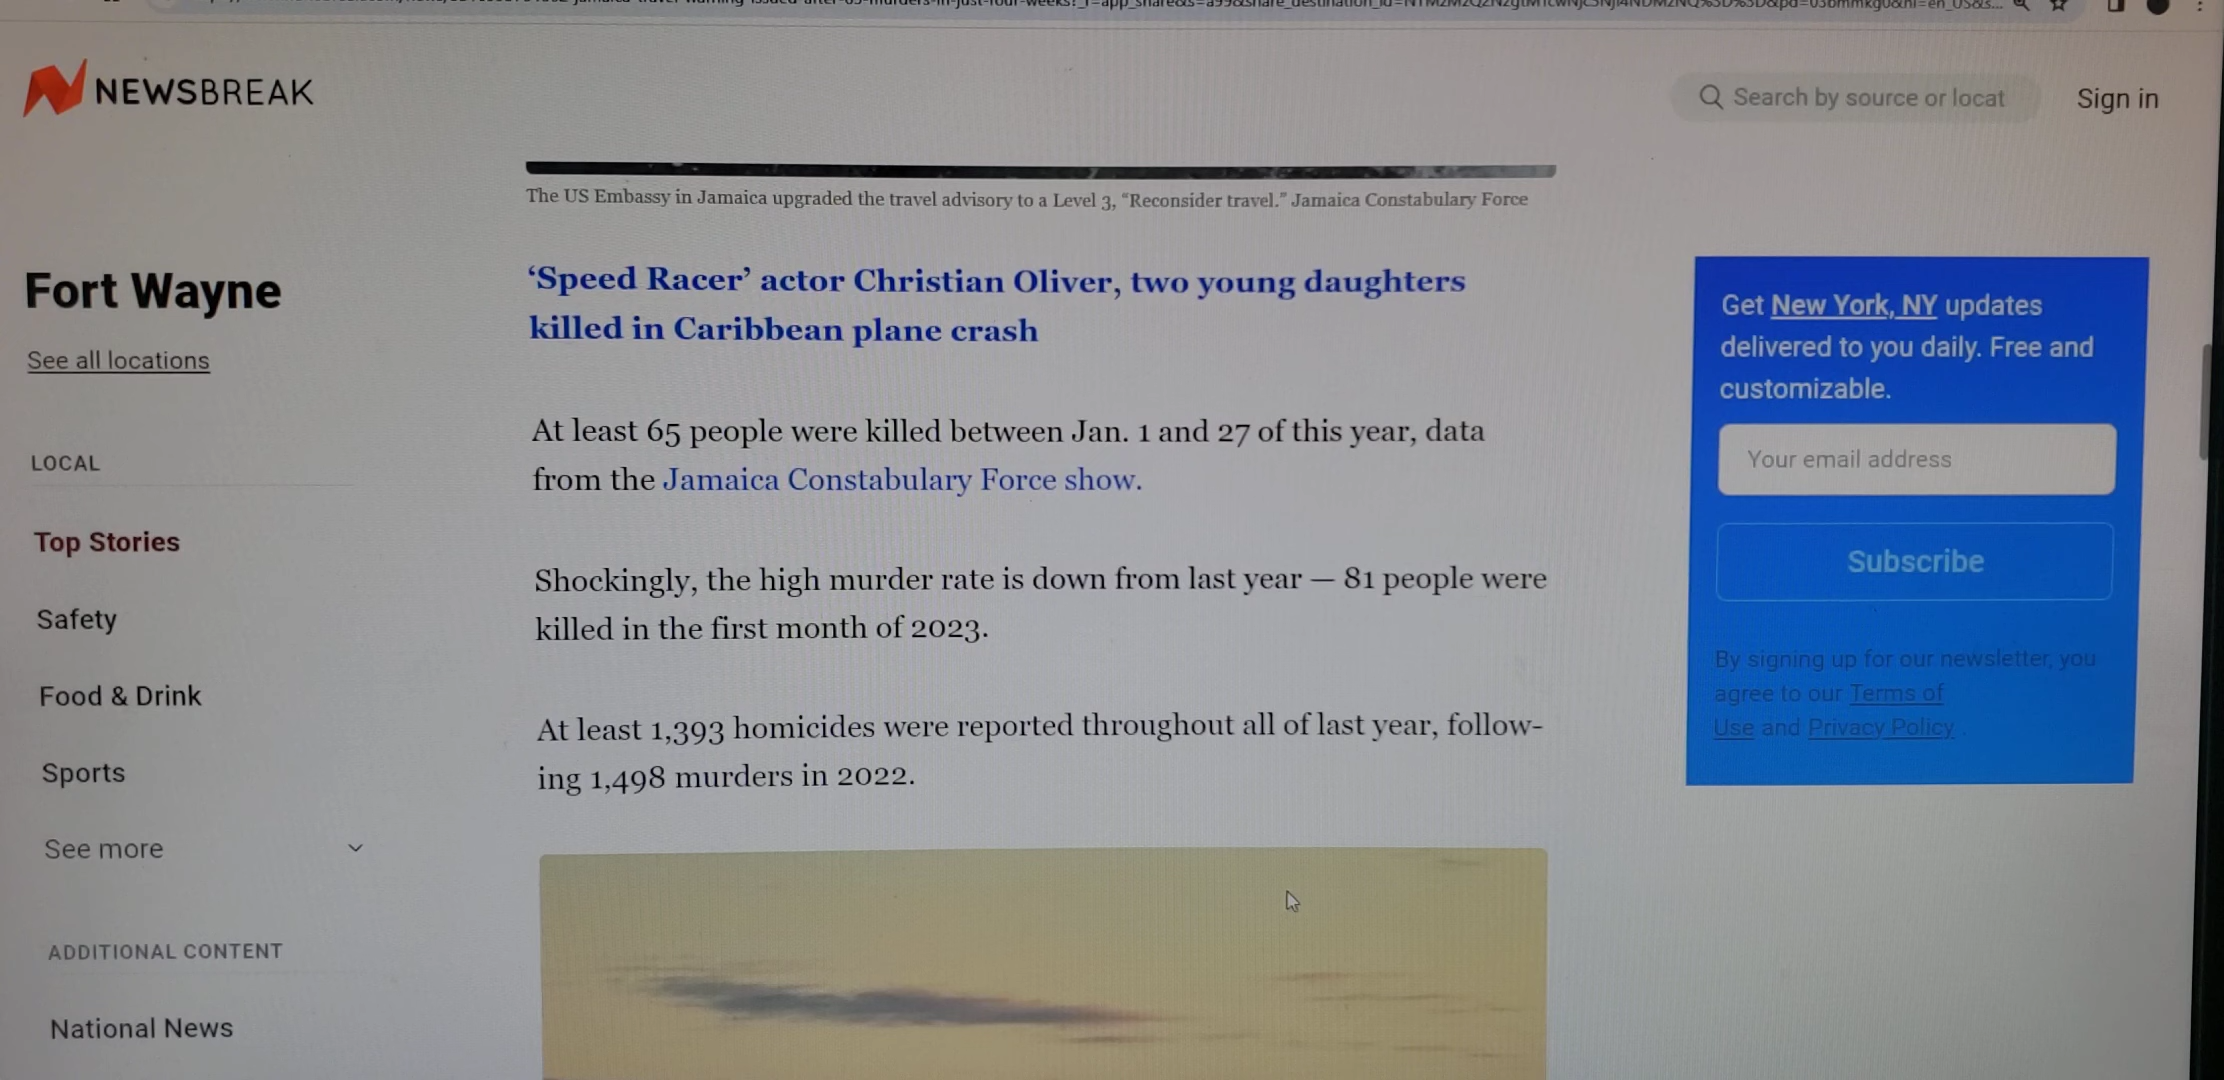 NEWSBREAK
Search by source or locat
Sign in
The US Embassy in Jamaica upgraded the travel advisory to a Level 3, “Reconsider travel.” Jamaica Constabulary Force
Fort Wayne
See all locations
LOCAL
Top Stories
Safety
Food & Drink
Sports
See more
ADDITIONAL CONTENT
National News
‘Speed Racer’ actor Christian Oliver, two young daughters
killed in Caribbean plane crash
At least 65 people were killed between Jan. 1 and 27 of this year, data
from the Jamaica Constabulary Force show.
Shockingly, the high murder rate is down from last year — 81 people were
killed in the first month of 2023.
At least 1,393 homicides were reported throughout all of last year, follow-
ing 1,498 murders in 2022.
Get New York, NY updates
delivered to you daily. Free and
customizable.
Your email address
Subscribe
By signing up for our newsletter, you
agree to our Terms of
Use and Privacy Policy .